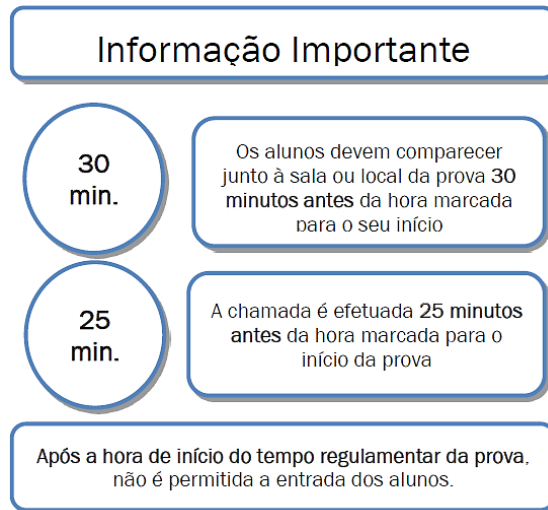 Informação Importante
30
min.
Os alunos devem comparecer
junto à sala ou local da prova 30
minutos antes da hora marcada
para o seu início
25
min.
A chamada é efetuada 25 minutos
antes da hora marcada para o
início da prova
Após a hora de início do tempo regulamentar da prova,
não é permitida a entrada dos alunos.